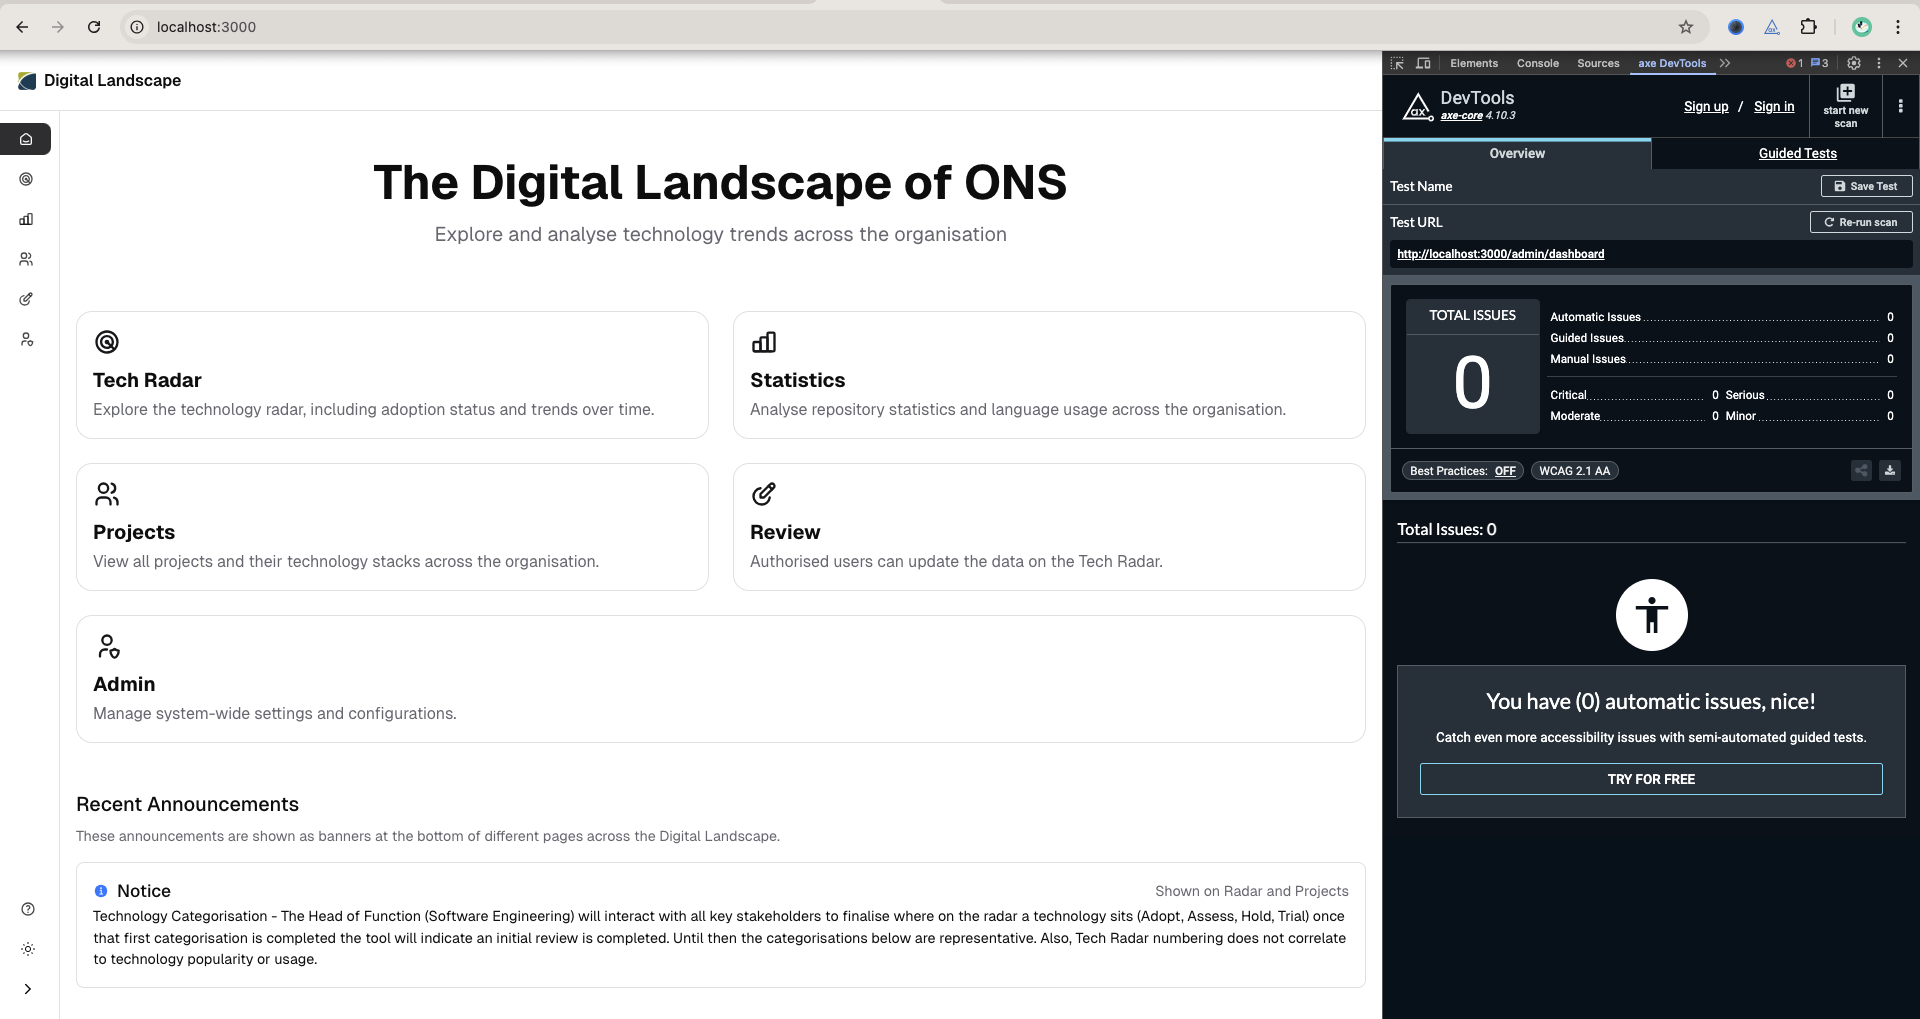 localhost:3000
Digital Landscape
The Digital Landscape of ONS
Explore and analyse technology trends across the organisation
Tech Radar
Explore the technology radar, including adoption status and trends over time.
Statistics
Analyse repository statistics and language usage across the organisation.
Projects
View all projects and their technology stacks across the organisation.
Review
Authorised users can update the data on the Tech Radar.
Admin
Manage system-wide settings and configurations.
Recent Announcements
These announcements are shown as banners at the bottom of different pages across the Digital Landscape.
Notice
Shown on Radar and Projects
Technology Categorisation - The Head of Function (Software Engineering) will interact with all key stakeholders to finalise where on the radar a technology sits (Adopt, Assess, Hold, Trial) once
that first categorisation is completed the tool will indicate an initial review is completed. Until then the categorisations below are representative. Also, Tech Radar numbering does not correlate
to technology popularity or usage.
Elements Console Sources axe DevTools 1 3
ax DevTools
axe-core 4.10.3
Sign up / Sign in
start new
scan
Overview Guided Tests
Test Name Save Test
Test URL Re-run scan
http://localhost:3000/admin/dashboard
TOTAL ISSUES
0
Automatic Issues 0
Guided Issues 0
Manual Issues 0
Critical 0 Serious 0
Moderate 0 Minor 0
Best Practices: OFF WCAG 2.1 AA
Total Issues: 0
You have (0) automatic issues, nice!
Catch even more accessibility issues with semi-automated guided tests.
TRY FOR FREE